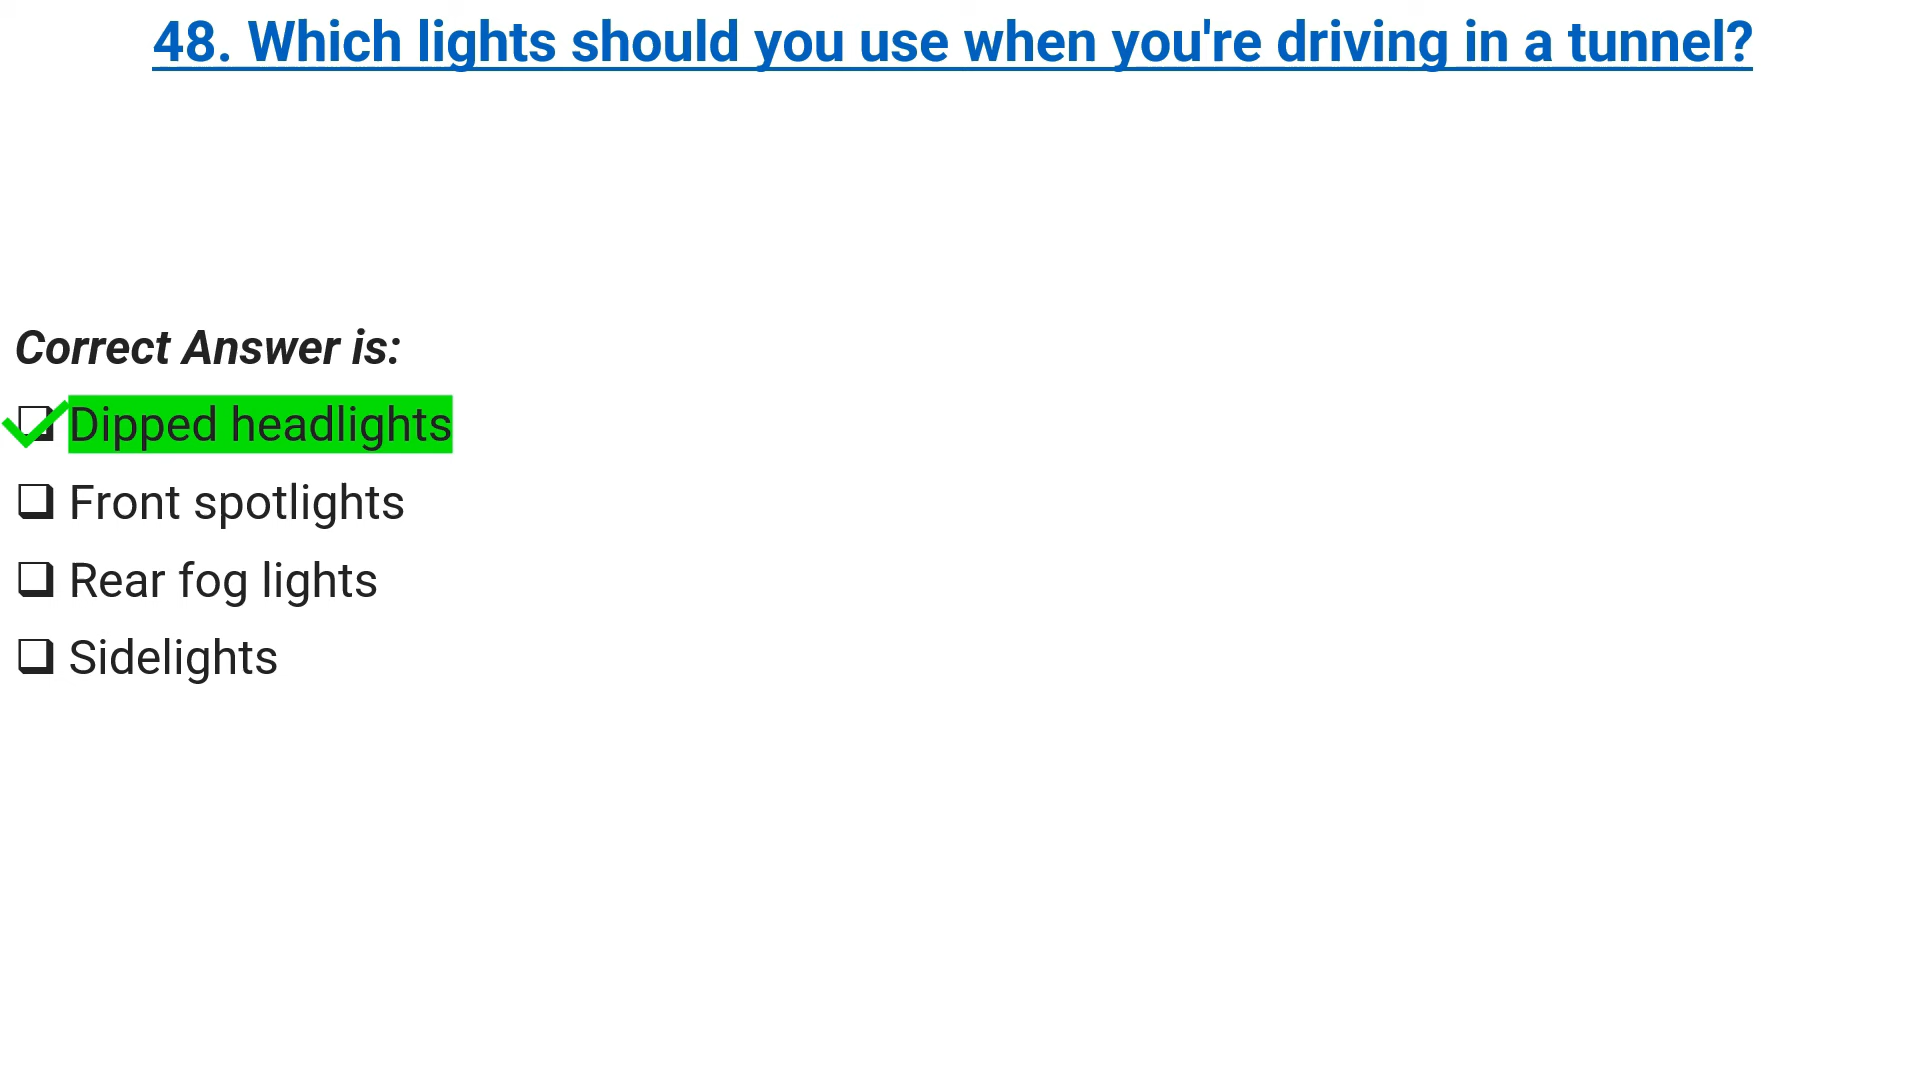 48. Which lights should you use when you're driving in a tunnel?
Correct Answer is:
Dipped headlights
Front spotlights
Rear fog lights
Sidelights